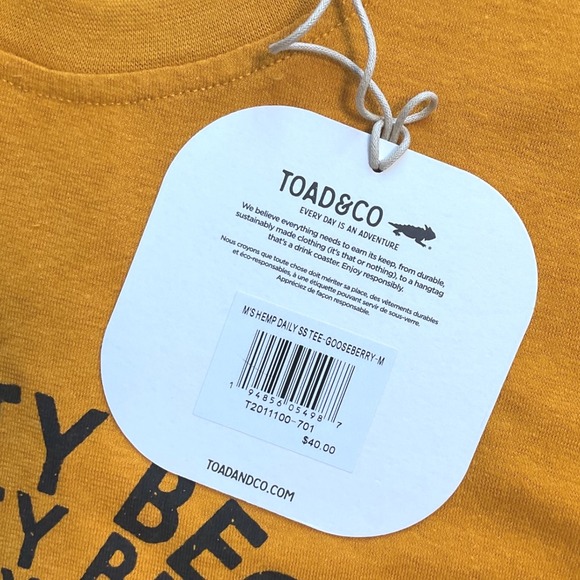 TOAD&CO
EVERY DAY IS AN ADVENTURE
We believe everything needs to earn its keep, from durable,
sustainably made clothing (it's that or nothing), to a hangtag
that's a drink coaster. Enjoy responsibly.
Nous croyons que toute chose doit mériter sa place, des vêtements durables
et éco-responsables, à une étiquette pouvant servir de sous-verre.
Appréciez de façon responsable.
M'S HEMP DAILY SS TEE-GOOSEBERRY-M
1 94856 05498 7
T2011100-701
$40.00
TOADANDCO.COM
TY BE